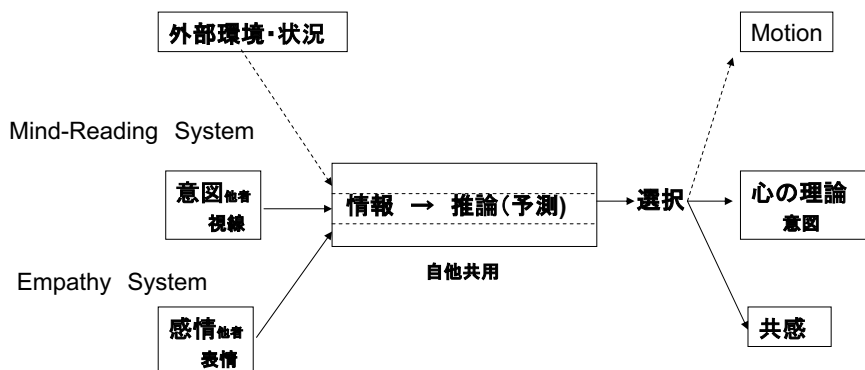 外部環境・状況
Motion
Mind-Reading System
意図他者
視線
情報 → 推論(予測)
選択
心の理論
意図
自他共用
Empathy System
感情他者
表情
共感